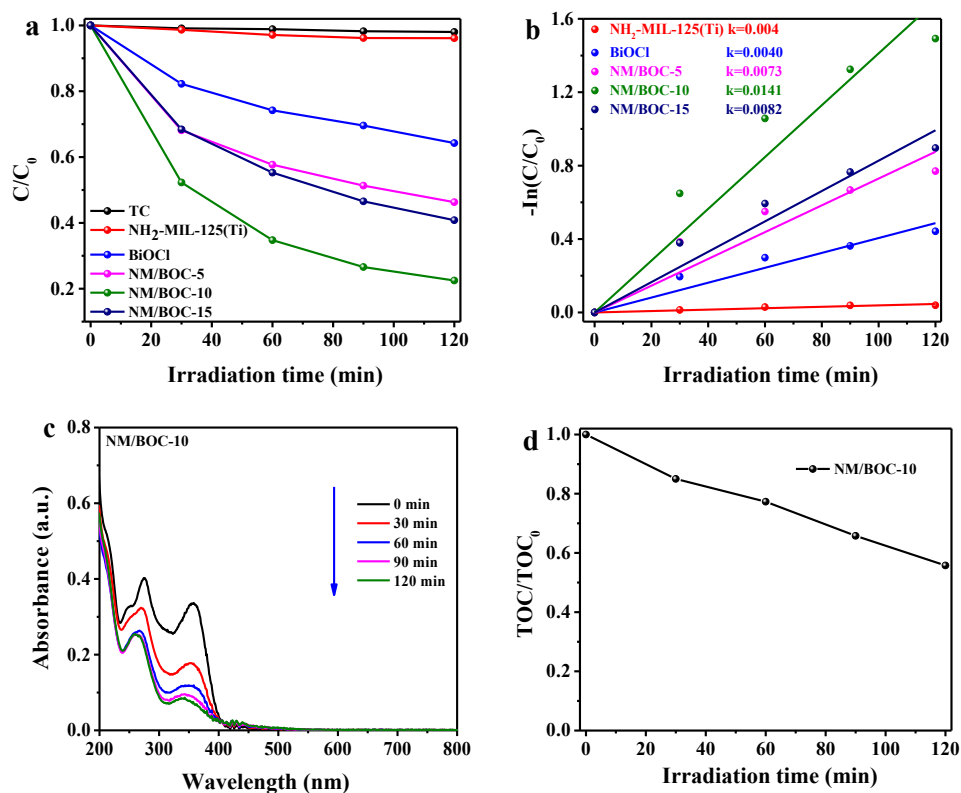 a
1.0
0.8
0.6
0.4
0.2
C/C0
TC
NH2-MIL-125(Ti)
BiOCl
NM/BOC-5
NM/BOC-10
NM/BOC-15
0 20 40 60 80 100 120
Irradiation time (min)
b
-1.6
1.2
0.8
0.4
0.0
-In(C/C0)
NH2-MIL-125(Ti) k=0.004
BiOCl k=0.0040
NM/BOC-5 k=0.0073
NM/BOC-10 k=0.0141
NM/BOC-15 k=0.0082
0 20 40 60 80 100 120
Irradiation time (min)
c
NM/BOC-10
0.8
0.6
0.4
0.2
0.0
Absorbance (a.u.)
0 min
30 min
60 min
90 min
120 min
200 300 400 500 600 700 800
Wavelength (nm)
d
1.0
0.8
0.6
0.4
0.2
0.0
TOC/TOC0
NM/BOC-10
0 20 40 60 80 100 120
Irradiation time (min)